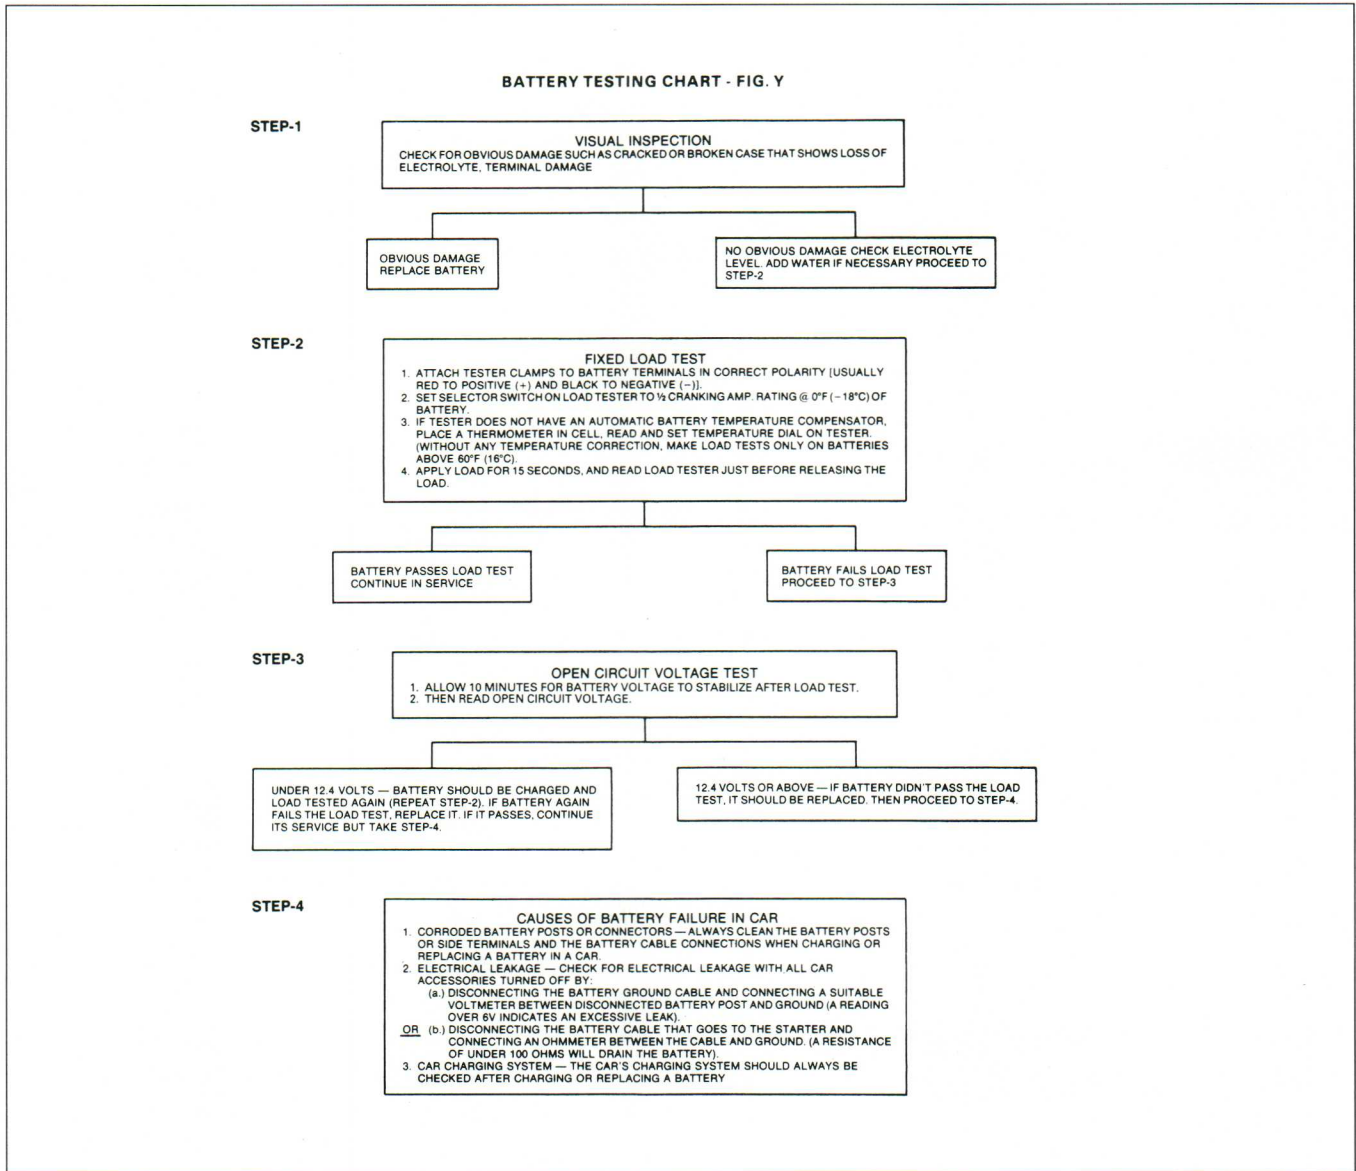 BATTERY TESTING CHART - FIG. Y
STEP-1
VISUAL INSPECTION
CHECK FOR OBVIOUS DAMAGE SUCH AS CRACKED OR BROKEN CASE THAT SHOWS LOSS OF
ELECTROLYTE, TERMINAL DAMAGE
OBVIOUS DAMAGE
REPLACE BATTERY
NO OBVIOUS DAMAGE CHECK ELECTROLYTE
LEVEL. ADD WATER IF NECESSARY PROCEED TO
STEP-2
STEP-2
FIXED LOAD TEST
1. ATTACH TESTER CLAMPS TO BATTERY TERMINALS IN CORRECT POLARITY [USUALLY
RED TO POSITIVE (+) AND BLACK TO NEGATIVE (−)].
2. SET SELECTOR SWITCH ON LOAD TESTER TO ½ CRANKING AMP. RATING @ 0°F (−18°C) OF
BATTERY.
3. IF TESTER DOES NOT HAVE AN AUTOMATIC BATTERY TEMPERATURE COMPENSATOR,
PLACE A THERMOMETER IN CELL, READ AND SET TEMPERATURE DIAL ON TESTER.
(WITHOUT ANY TEMPERATURE CORRECTION, MAKE LOAD TESTS ONLY ON BATTERIES
ABOVE 60°F (16°C).
4. APPLY LOAD FOR 15 SECONDS, AND READ LOAD TESTER JUST BEFORE RELEASING THE
LOAD.
BATTERY PASSES LOAD TEST
CONTINUE IN SERVICE
BATTERY FAILS LOAD TEST
PROCEED TO STEP-3
STEP-3
OPEN CIRCUIT VOLTAGE TEST
1. ALLOW 10 MINUTES FOR BATTERY VOLTAGE TO STABILIZE AFTER LOAD TEST.
2. THEN READ OPEN CIRCUIT VOLTAGE.
UNDER 12.4 VOLTS — BATTERY SHOULD BE CHARGED AND
LOAD TESTED AGAIN (REPEAT STEP-2). IF BATTERY AGAIN
FAILS THE LOAD TEST, REPLACE IT. IF IT PASSES, CONTINUE
ITS SERVICE BUT TAKE STEP-4.
12.4 VOLTS OR ABOVE — IF BATTERY DIDN'T PASS THE LOAD
TEST, IT SHOULD BE REPLACED. THEN PROCEED TO STEP-4.
STEP-4
CAUSES OF BATTERY FAILURE IN CAR
1. CORRODED BATTERY POSTS OR CONNECTORS — ALWAYS CLEAN THE BATTERY POSTS
OR SIDE TERMINALS AND THE BATTERY CABLE CONNECTIONS WHEN CHARGING OR
REPLACING A BATTERY IN A CAR.
2. ELECTRICAL LEAKAGE — CHECK FOR ELECTRICAL LEAKAGE WITH ALL CAR
ACCESSORIES TURNED OFF BY:
(a.) DISCONNECTING THE BATTERY GROUND CABLE AND CONNECTING A SUITABLE
VOLTMETER BETWEEN DISCONNECTED BATTERY POST AND GROUND (A READING
OVER 6V INDICATES AN EXCESSIVE LEAK).
OR (b.) DISCONNECTING THE BATTERY CABLE THAT GOES TO THE STARTER AND
CONNECTING AN OHMMETER BETWEEN THE CABLE AND GROUND. (A RESISTANCE
OF UNDER 100 OHMS WILL DRAIN THE BATTERY).
3. CAR CHARGING SYSTEM — THE CAR'S CHARGING SYSTEM SHOULD ALWAYS BE
CHECKED AFTER CHARGING OR REPLACING A BATTERY